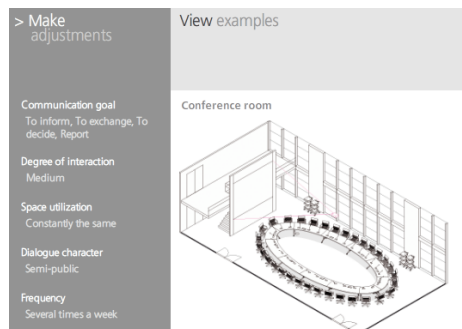 > Make
adjustments
View examples
Communication goal
To inform, To exchange, To
decide, Report
Degree of interaction
Medium
Space utilization
Constantly the same
Dialogue character
Semi-public
Frequency
Several times a week
Conference room